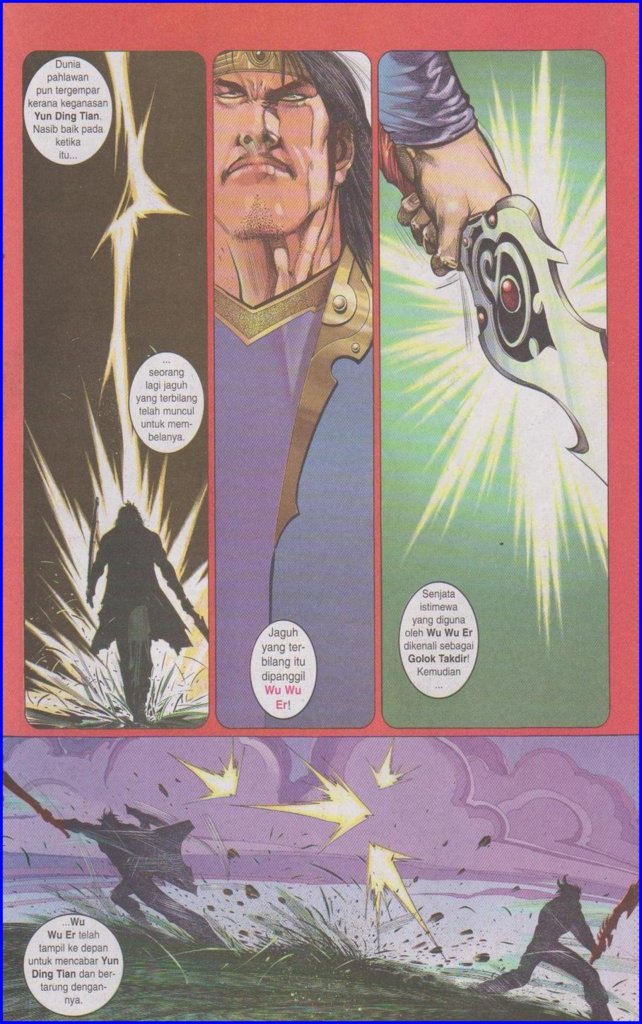 Dunia
pahlawan
pun tergempar
kerana keganasan
Yun Ding Tian.
Nasib baik pada
ketika
itu...
...
seorang
lagi jaguh
yang terbilang
telah muncul
untuk mem-
belanya.
Jaguh
yang ter-
bilang itu
dipanggil
Wu Wu
Er!
Senjata
istimewa
yang diguna
oleh Wu Wu Er
dikenali sebagai
Golok Takdir!
Kemudian
...
...Wu
Wu Er telah
tampil ke depan
untuk mencabar Yun
Ding Tian dan ber-
tarung dengan-
nya.